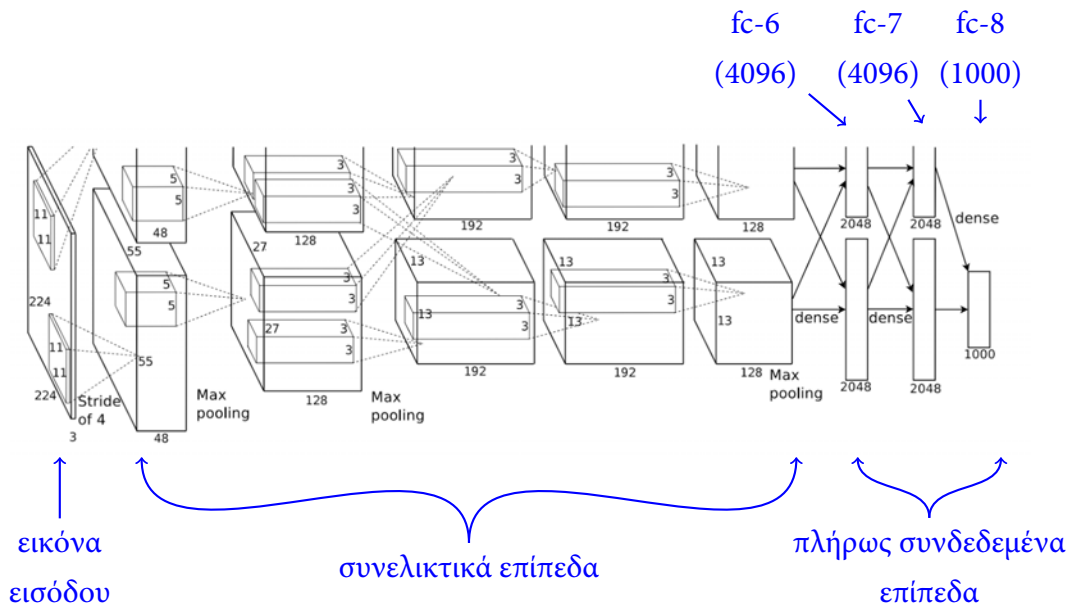 fc-6 fc-7 fc-8
(4096) (4096) (1000)
3
3
3
5
3
3
3
5
3
3
11
48
192
192
128
2048
2048
dense
11
55
27
128
13
13
13
5
3
3
3
224
5
3
3
3
13
13
13
27
3
dense
dense
11
55
3
1000
11
192
192
128
2048
2048
224
Stride
of 4
Max
pooling
128
Max
pooling
Max
pooling
3
48
εικόνα
εισόδου
συνελικτικά επίπεδα
πλήρως συνδεδεμένα
επίπεδα